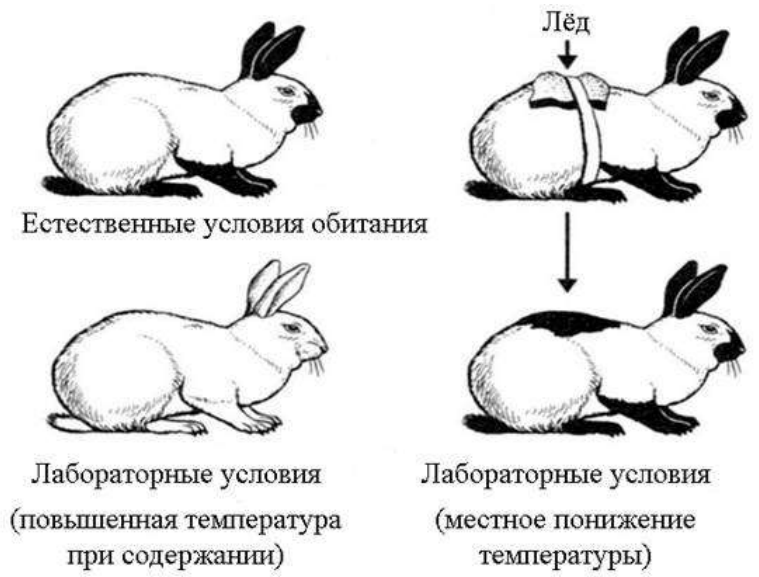 Лёд
Естественные условия обитания
Лабораторные условия
(повышенная температура
при содержании)
Лабораторные условия
(местное понижение
температуры)